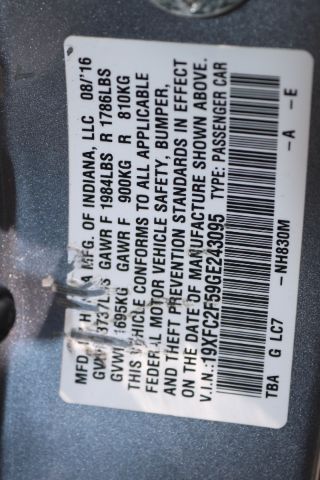 MFD. BY HONDA MFG. OF INDIANA, LLC 08/'16
GVWR 3737LBS GAWR F 1984LBS R 1786LBS
GVWR 1695KG GAWR F 900KG R 810KG
THIS VEHICLE CONFORMS TO ALL APPLICABLE
FEDERAL MOTOR VEHICLE SAFETY, BUMPER,
AND THEFT PREVENTION STANDARDS IN EFFECT
ON THE DATE OF MANUFACTURE SHOWN ABOVE.
V.I.N.:19XFC2F59GE243095 TYPE: PASSENGER CAR
TBA G LC7 -NH830M -A -E